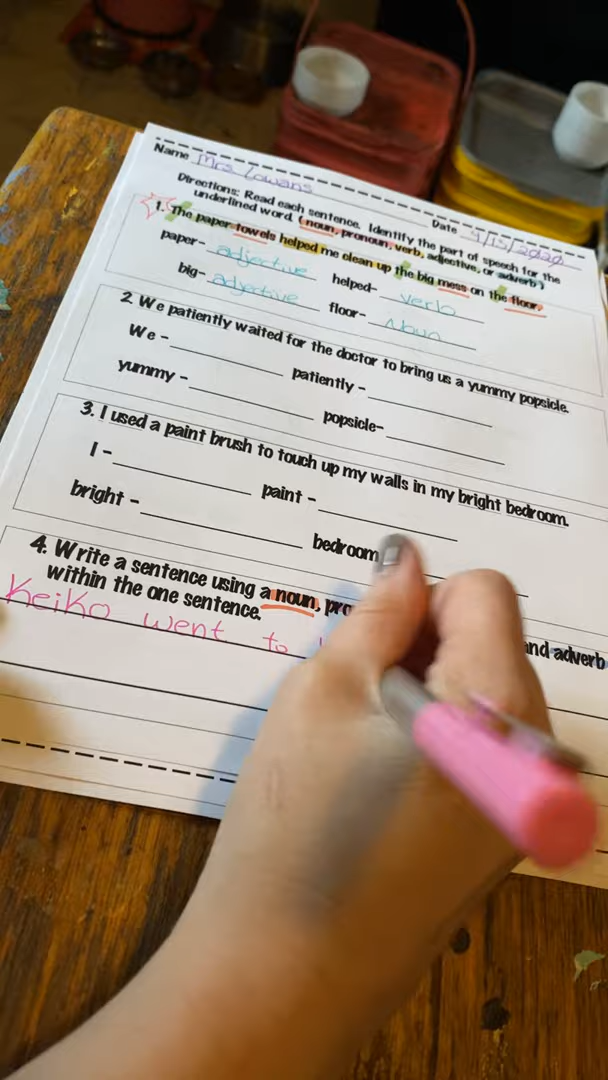 Name Mrs Lowans
Date 4/15/2020
Directions: Read each sentence. Identify the part of speech for the
underlined word. (noun, pronoun, verb, adjective, or adverb)
1. The paper towels helped me clean up the big mess on the floor.
paper- adjective helped- verb
big- adjective floor- Noun
2. We patiently waited for the doctor to bring us a yummy popsicle.
We - patiently -
yummy - popsicle-
3. I used a paint brush to touch up my walls in my bright bedroom.
I - paint -
bright - bedroom
4. Write a sentence using a noun, pro and adverb
within the one sentence.
Keiko went to